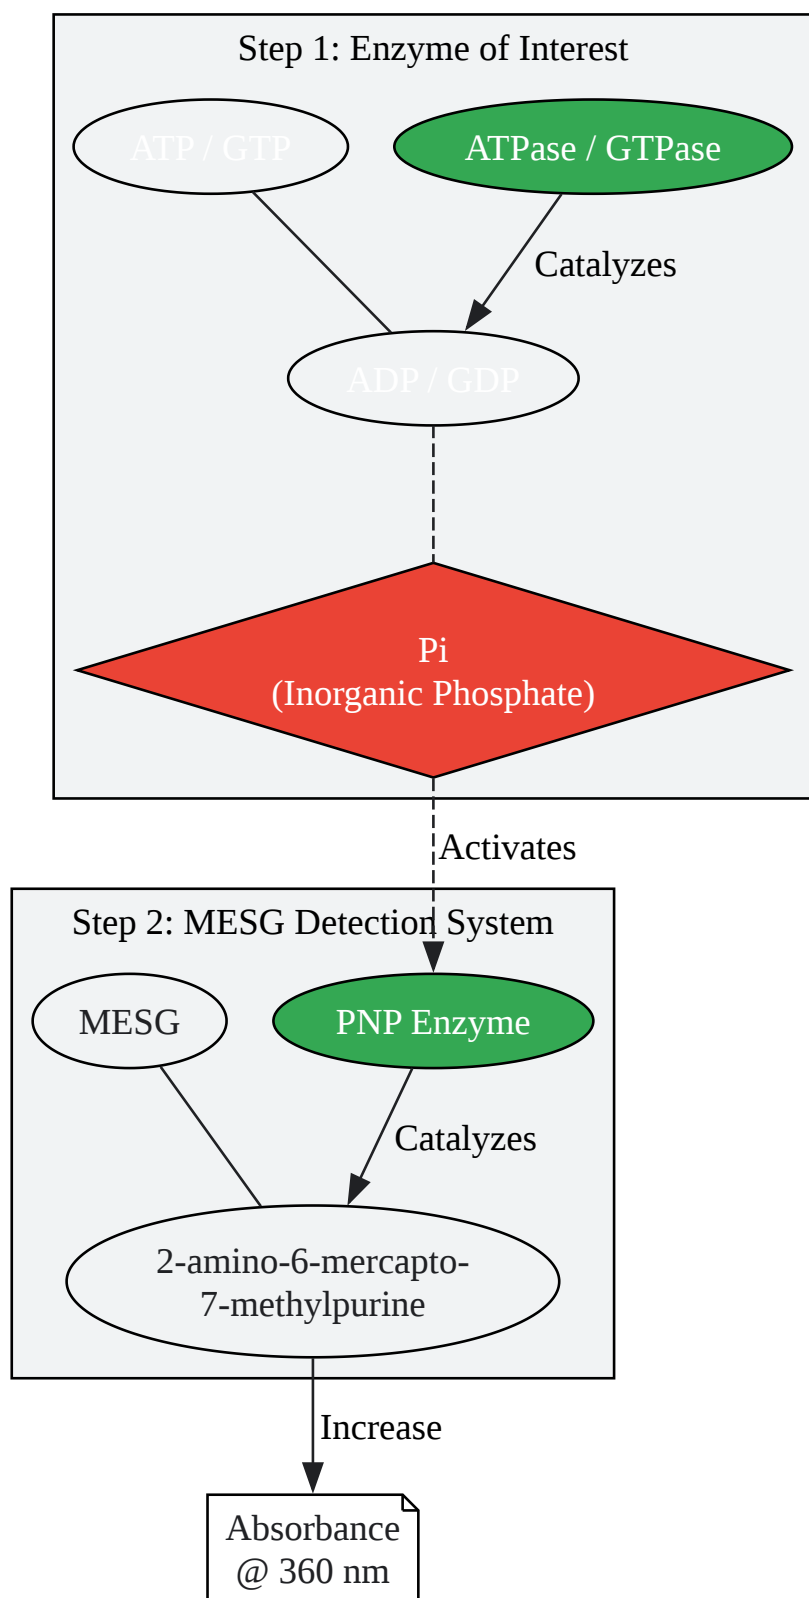 Step 1: Enzyme of Interest
ATP / GTP
ATPase / GTPase
Catalyzes
ADP / GDP
Pi
(Inorganic Phosphate)
Activates
Step 2: MESG Detection System
MESG
PNP Enzyme
Catalyzes
2-amino-6-mercapto-
7-methylpurine
Increase
Absorbance
@ 360 nm